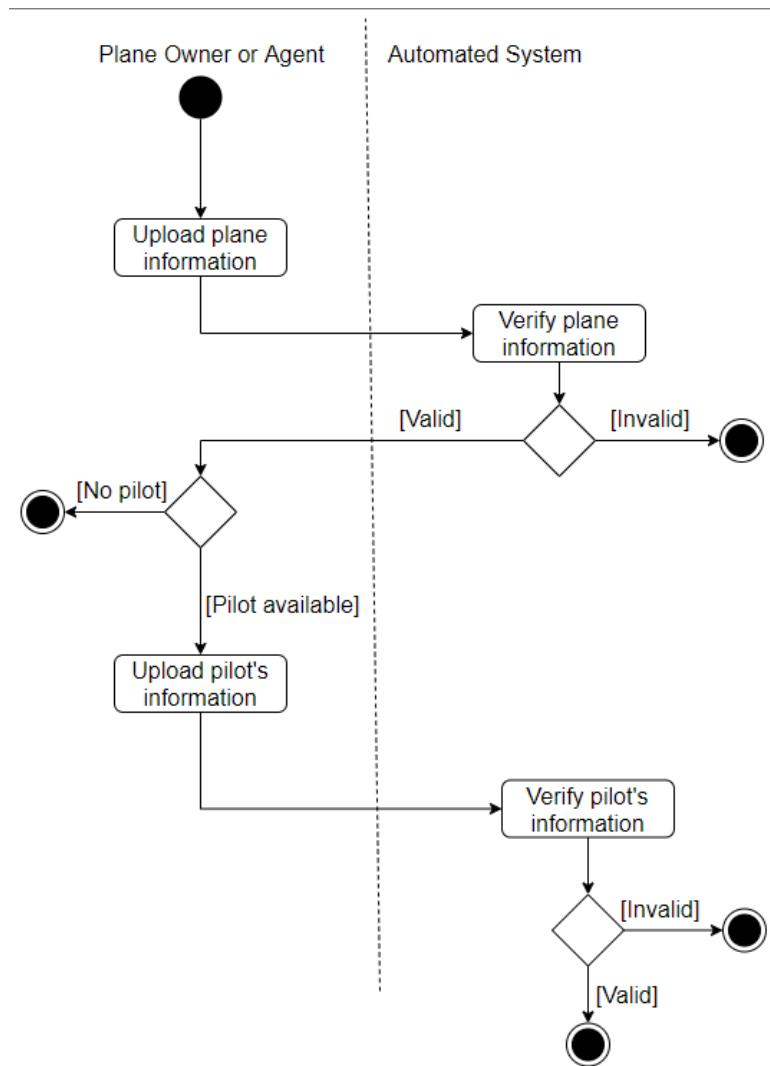 Plane Owner or Agent
Automated System
Upload plane
information
Verify plane
information
[Valid]
[Invalid]
[No pilot]
[Pilot available]
Upload pilot's
information
Verify pilot's
information
[Invalid]
[Valid]